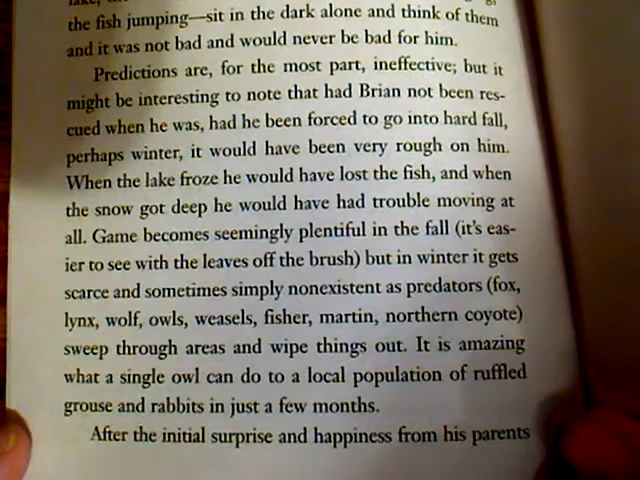 lake, the
the fish jumping—sit in the dark alone and think of them
and it was not bad and would never be bad for him.
Predictions are, for the most part, ineffective; but it
might be interesting to note that had Brian not been res-
cued when he was, had he been forced to go into hard fall,
perhaps winter, it would have been very rough on him.
When the lake froze he would have lost the fish, and when
the snow got deep he would have had trouble moving at
all. Game becomes seemingly plentiful in the fall (it's eas-
ier to see with the leaves off the brush) but in winter it gets
scarce and sometimes simply nonexistent as predators (fox,
lynx, wolf, owls, weasels, fisher, martin, northern coyote)
sweep through areas and wipe things out. It is amazing
what a single owl can do to a local population of ruffled
grouse and rabbits in just a few months.
After the initial surprise and happiness from his parents